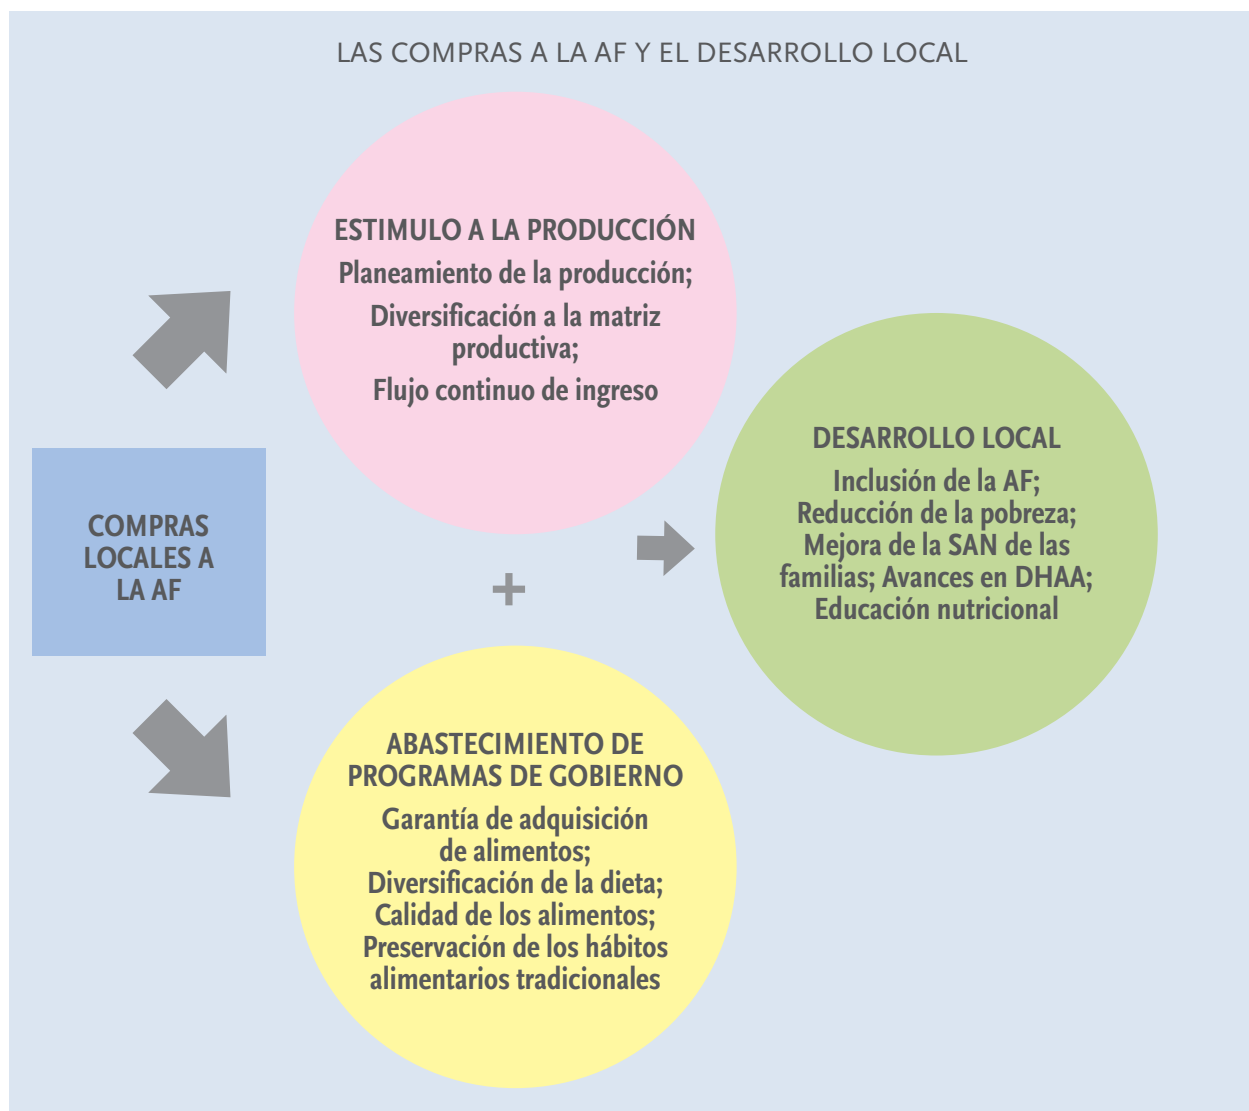 LAS COMPRAS A LA AF Y EL DESARROLLO LOCAL
ESTIMULO A LA PRODUCCIÓN
Planeamiento de la producción;
Diversificación a la matriz
productiva;
Flujo continuo de ingreso
COMPRAS
LOCALES A
LA AF
+
DESARROLLO LOCAL
Inclusión de la AF;
Reducción de la pobreza;
Mejora de la SAN de las
familias; Avances en DHAA;
Educación nutricional
ABASTECIMIENTO DE
PROGRAMAS DE GOBIERNO
Garantía de adquisición
de alimentos;
Diversificación de la dieta;
Calidad de los alimentos;
Preservación de los hábitos
alimentarios tradicionales